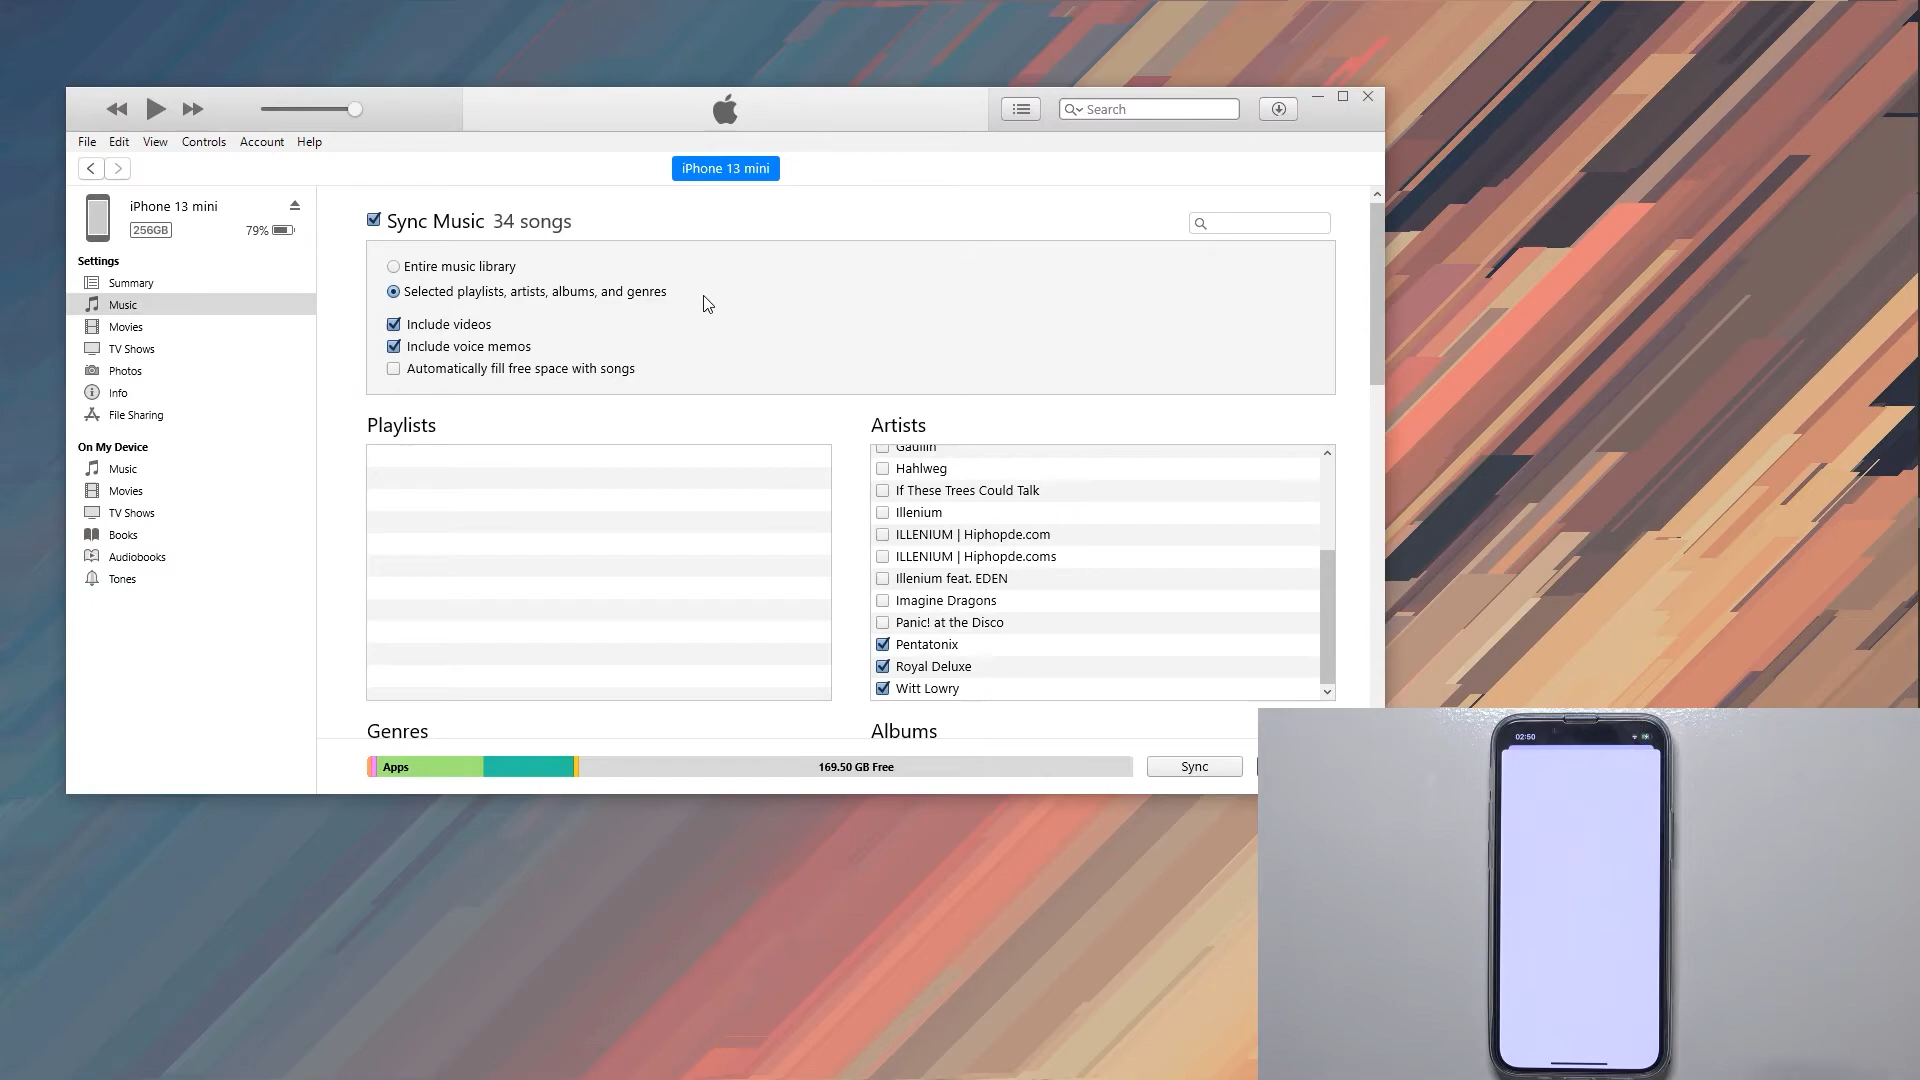 Search
File Edit View Controls Account Help
iPhone 13 mini
iPhone 13 mini
256GB 79%
Settings
Summary
Music
Movies
TV Shows
Photos
Info
File Sharing
On My Device
Music
Movies
TV Shows
Books
Audiobooks
Tones
Sync Music 34 songs
Entire music library
Selected playlists, artists, albums, and genres
Include videos
Include voice memos
Automatically fill free space with songs
Playlists
Artists
Gaullin
Hahlweg
If These Trees Could Talk
Illenium
ILLENIUM | Hiphopde.com
ILLENIUM | Hiphopde.coms
Illenium feat. EDEN
Imagine Dragons
Panic! at the Disco
Pentatonix
Royal Deluxe
Witt Lowry
Genres
Albums
Apps
169.50 GB Free
Sync
02:50